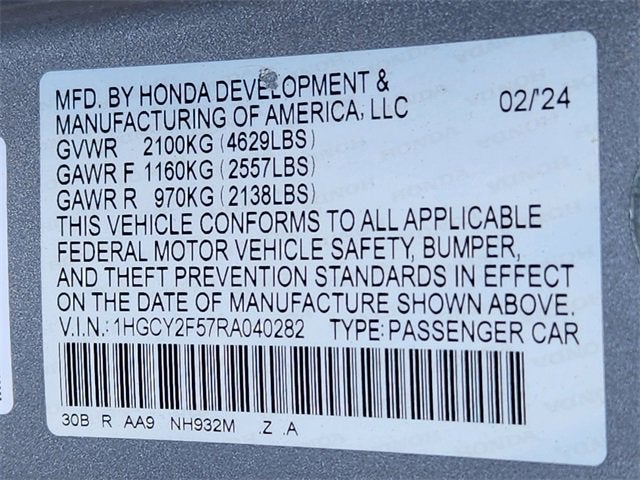 MFD. BY HONDA DEVELOPMENT &
MANUFACTURING OF AMERICA, LLC 02/'24
GVWR 2100KG (4629LBS)
GAWR F 1160KG (2557LBS)
GAWR R 970KG (2138LBS)
THIS VEHICLE CONFORMS TO ALL APPLICABLE
FEDERAL MOTOR VEHICLE SAFETY, BUMPER,
AND THEFT PREVENTION STANDARDS IN EFFECT
ON THE DATE OF MANUFACTURE SHOWN ABOVE.
V.I.N.: 1HGCY2F57RA040282 TYPE: PASSENGER CAR
30B R AA9 NH932M .Z .A